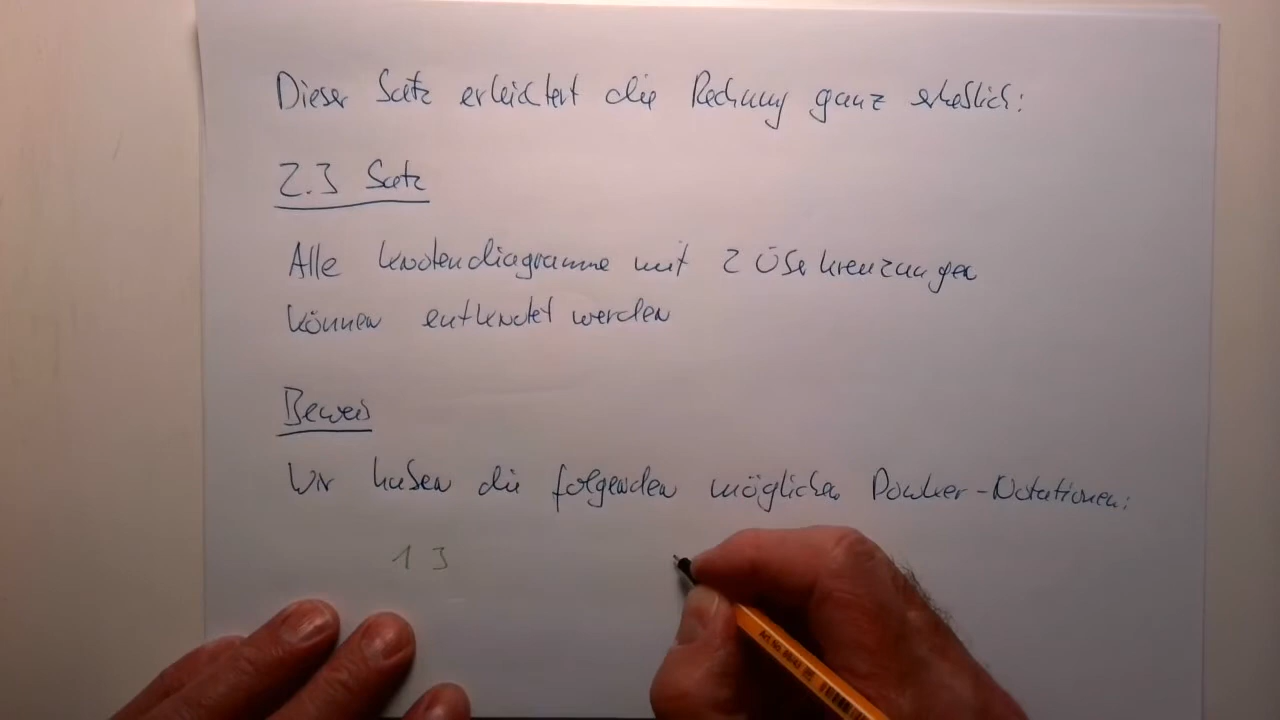 Dieser Satz erleichtert die Rechnung ganz erheblich:
2.3 Satz
Alle Knotendiagramme mit 2 Überkreuzungen
können entknotet werden
Beweis
Wir haben die folgenden möglichen Dowker-Notationen:
1 3